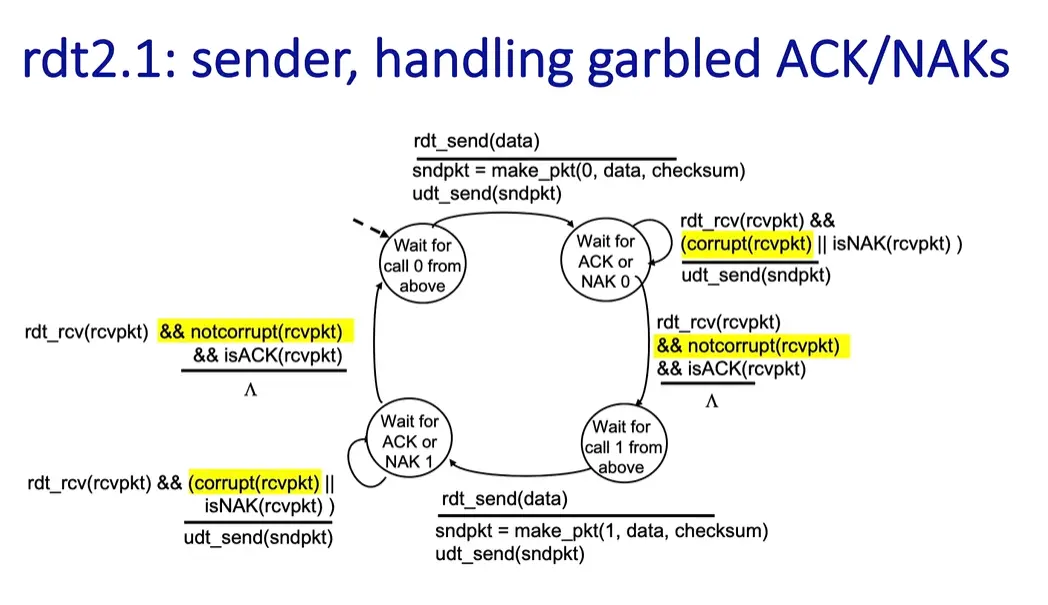 rdt2.1: sender, handling garbled ACK/NAKs
rdt_send(data)
sndpkt = make_pkt(0, data, checksum)
udt_send(sndpkt)
Wait for
call 0 from
above
Wait for
ACK or
NAK 0
rdt_rcv(rcvpkt) &&
(corrupt(rcvpkt) || isNAK(rcvpkt) )
udt_send(sndpkt)
rdt_rcv(rcvpkt)
&& notcorrupt(rcvpkt)
&& isACK(rcvpkt)
Λ
rdt_rcv(rcvpkt) && notcorrupt(rcvpkt)
&& isACK(rcvpkt)
Λ
Wait for
ACK or
NAK 1
Wait for
call 1 from
above
rdt_rcv(rcvpkt) && (corrupt(rcvpkt) ||
isNAK(rcvpkt) )
udt_send(sndpkt)
rdt_send(data)
sndpkt = make_pkt(1, data, checksum)
udt_send(sndpkt)